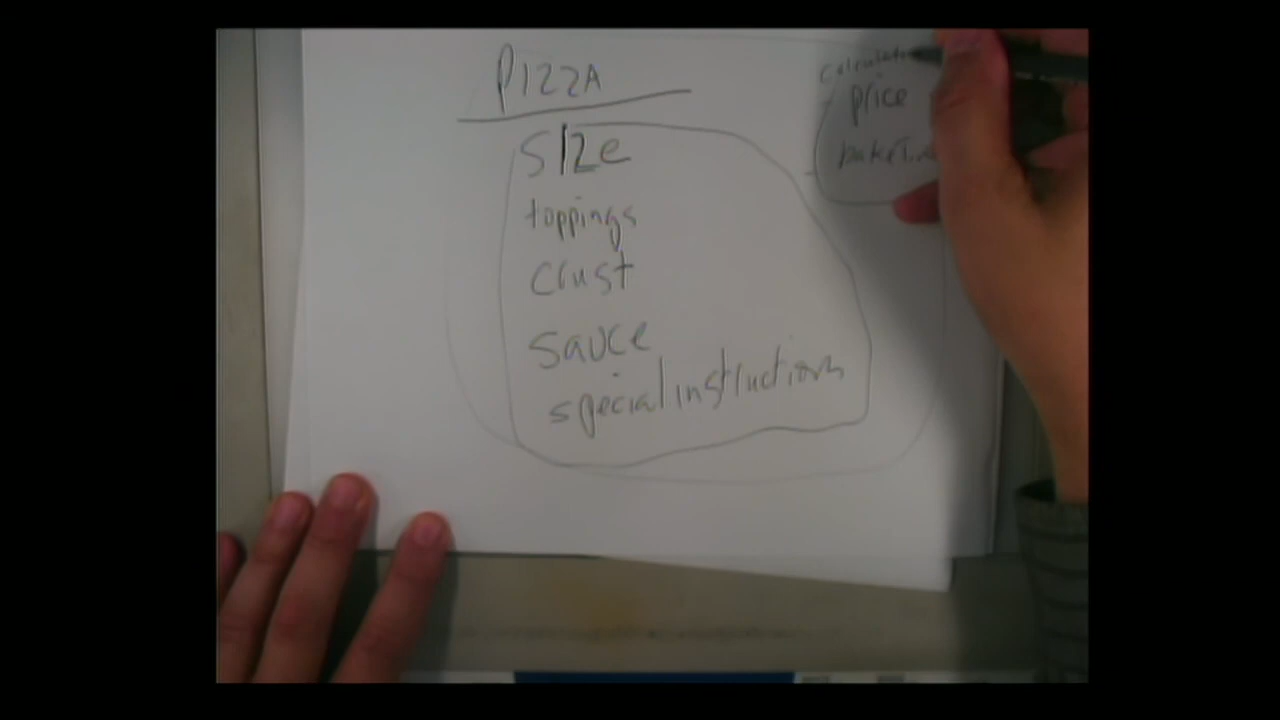 PIZZA
size
toppings
crust
sauce
special instructions
price